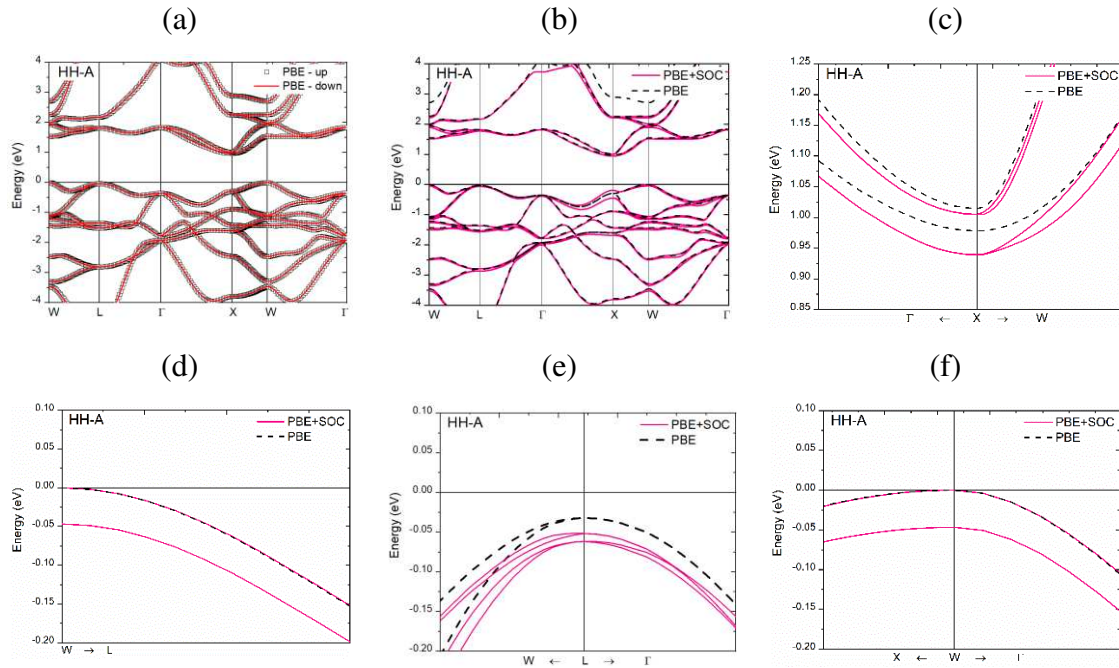 (a) (b) (c)
HH-A
PBE - up
PBE - down
Energy (eV)
4
3
2
1
0
-1
-2
-3
-4
W L Γ X W Γ
HH-A
PBE+SOC
PBE
Energy (eV)
4
3
2
1
0
-1
-2
-3
-4
W L Γ X W Γ
HH-A
PBE+SOC
PBE
Energy (eV)
1.25
1.20
1.15
1.10
1.05
1.00
0.95
0.90
0.85
Γ ← X → W
(d) (e) (f)
HH-A
PBE+SOC
PBE
Energy (eV)
0.10
0.05
0.00
-0.05
-0.10
-0.15
-0.20
W → L
HH-A
PBE+SOC
PBE
Energy (eV)
0.10
0.05
0.00
-0.05
-0.10
-0.15
-0.20
W ← L → Γ
HH-A
PBE+SOC
PBE
Energy (eV)
0.10
0.05
0.00
-0.05
-0.10
-0.15
-0.20
X ← W → Γ